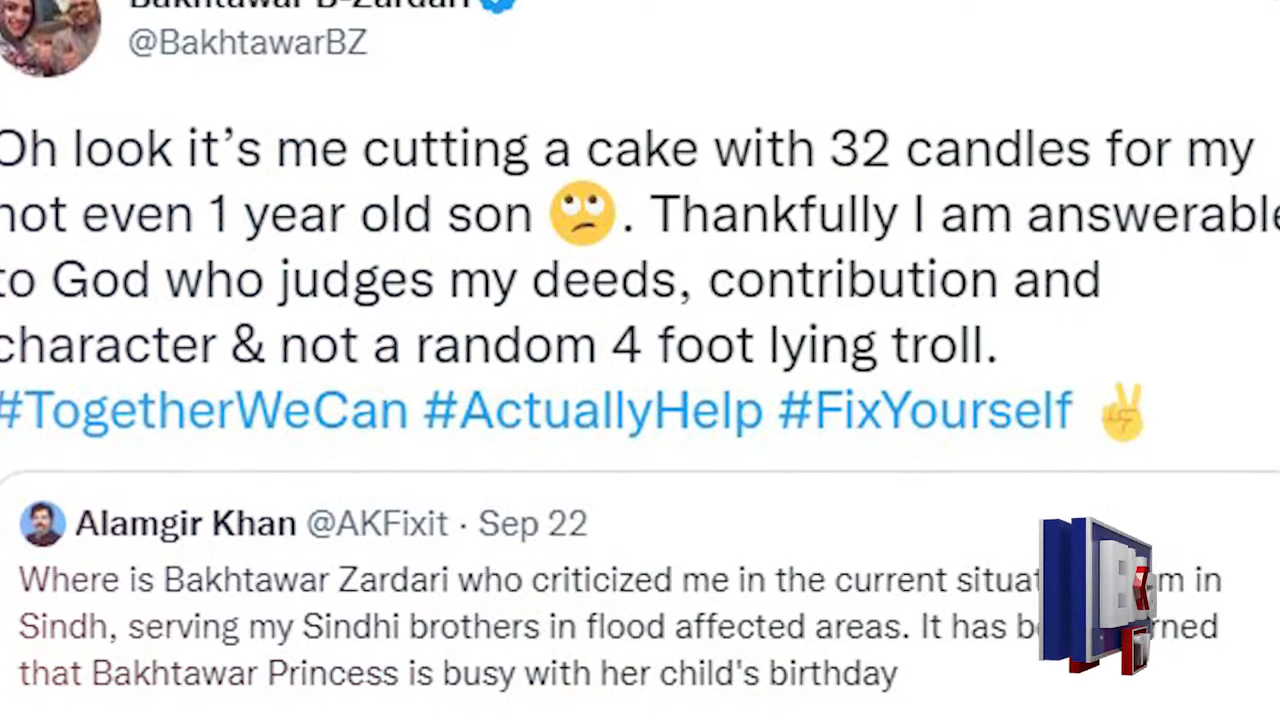 Bakhtawar B-Zardari
@BakhtawarBZ
Oh look it’s me cutting a cake with 32 candles for my
not even 1 year old son 🙄. Thankfully I am answerable
to God who judges my deeds, contribution and
character & not a random 4 foot lying troll.
#TogetherWeCan #ActuallyHelp #FixYourself ✌
Alamgir Khan @AKFixit · Sep 22
Where is Bakhtawar Zardari who criticized me in the current in
Sindh, serving my Sindhi brothers in flood affected areas. It has
that Bakhtawar Princess is busy with her child's birthday